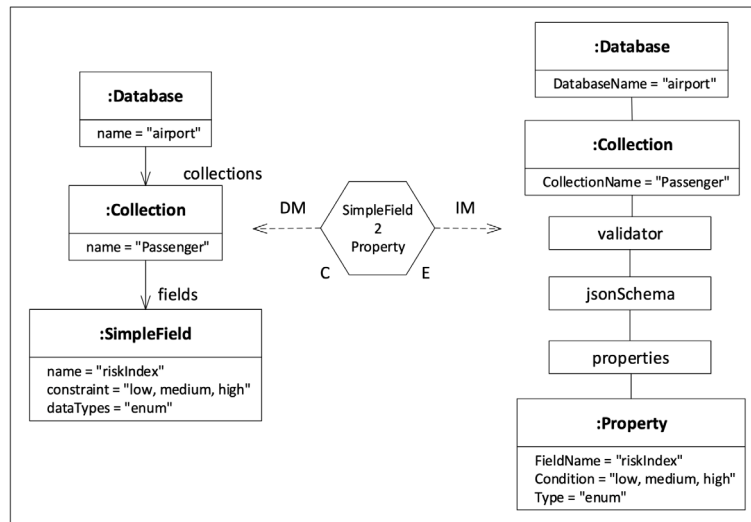 :Database
name = "airport"
collections
:Collection
name = "Passenger"
fields
:SimpleField
name = "riskIndex"
constraint = "low, medium, high"
dataTypes = "enum"
DM
SimpleField
2
Property
IM
C
E
:Database
DatabaseName = "airport"
:Collection
CollectionName = "Passenger"
validator
jsonSchema
properties
:Property
FieldName = "riskIndex"
Condition = "low, medium, high"
Type = "enum"